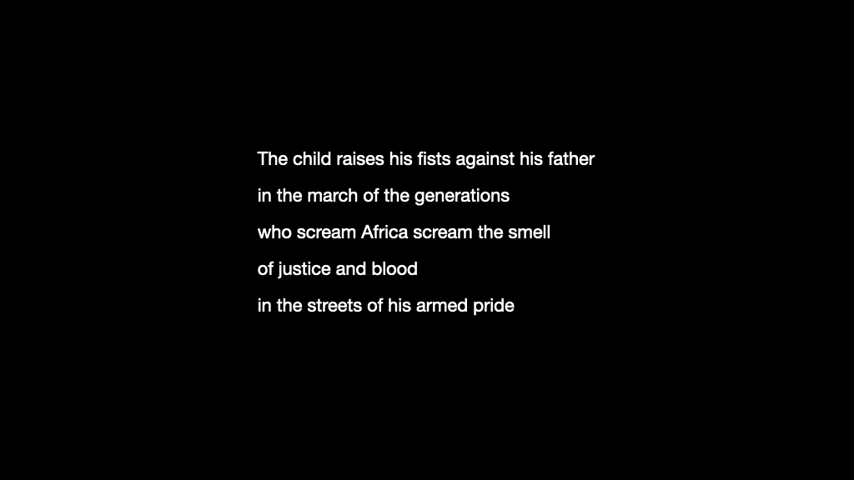 The child raises his fists against his father
in the march of the generations
who scream Africa scream the smell
of justice and blood
in the streets of his armed pride